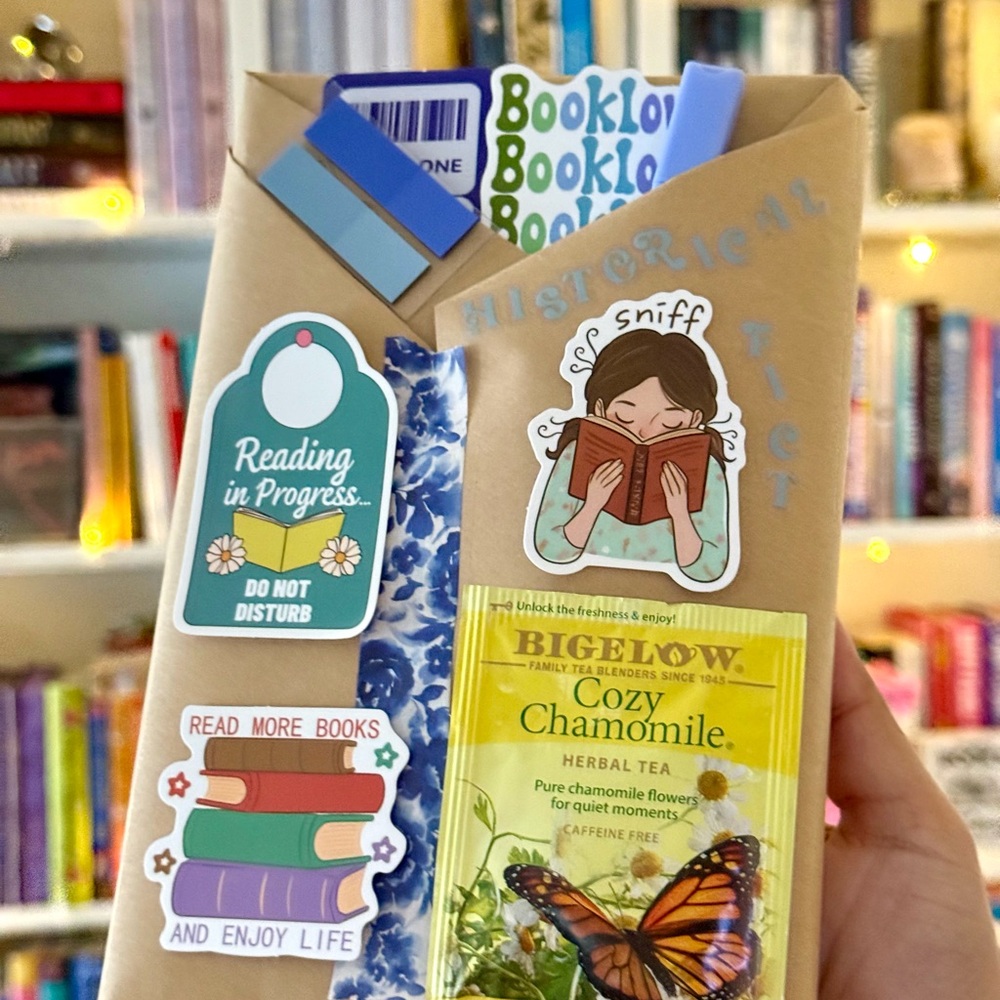 ONE
Booklo
Booklo
Book
HISTORICAL
FICT
sniff
Reading
in Progress...
DO NOT
DISTURB
READ MORE BOOKS
AND ENJOY LIFE
Unlock the freshness & enjoy!
BIGELOW®
FAMILY TEA BLENDERS SINCE 1945
Cozy
Chamomile®
HERBAL TEA
Pure chamomile flowers
for quiet moments
CAFFEINE FREE